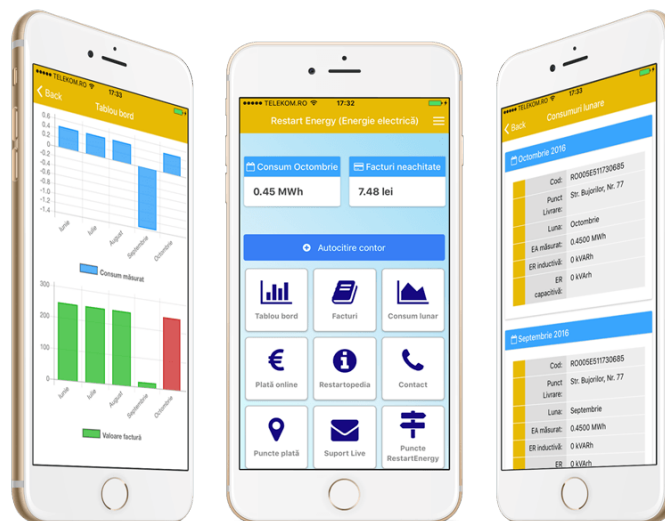 TELEKOM.RO 17:33
Back
Tablou bord
0.6
0.4
0.2
0
-0.2
-0.4
-0.6
-0.8
-1.0
-1.2
-1.4
Iunie
Iulie
August
Septembrie
Octombrie
Consum măsurat
300
200
100
0
Iunie
Iulie
August
Septembrie
Octombrie
Valoare factură
TELEKOM.RO 17:32
Restart Energy (Energie electrică)
Consum Octombrie
0.45 MWh
Facturi neachitate
7.48 lei
Autocitire contor
Tablou bord
Facturi
Consum lunar
Plată online
Restartopedia
Contact
Puncte plată
Suport Live
Puncte
RestartEnergy
TELEKOM.RO 17:33
Back
Consumuri lunare
Octombrie 2016
Cod: RO005E511730685
Punct Str. Bujorilor, Nr. 77
Livrare:
Luna: Octombrie
EA măsurat: 0.4500 MWh
ER inductivă: 0 kVARh
ER 0 kVArh
capacitivă:
Septembrie 2016
Cod: RO005E511730685
Punct Str. Bujorilor, Nr. 77
Livrare:
Luna: Septembrie
EA măsurat: 0.4500 MWh
ER inductivă: 0 kVARh
ER 0 kVArh